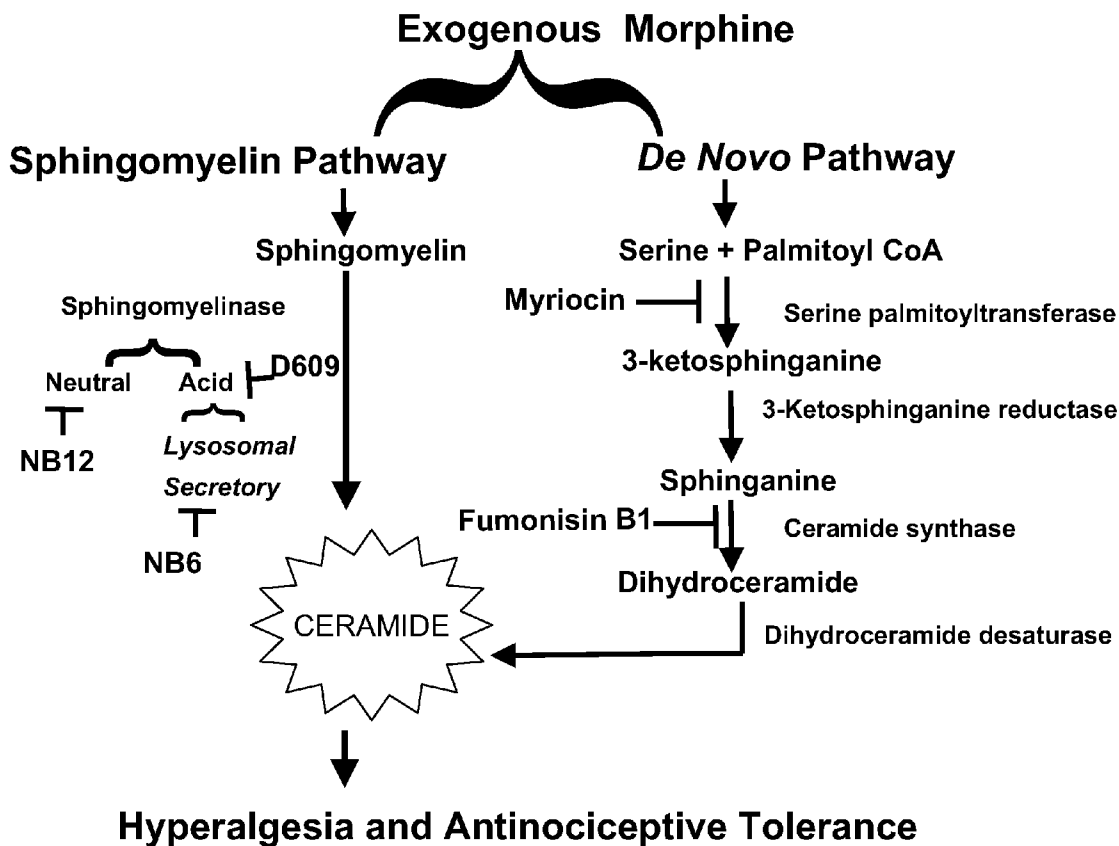 Exogenous Morphine
Sphingomyelin Pathway
De Novo Pathway
Sphingomyelin
Serine + Palmitoyl CoA
Sphingomyelinase
Myriocin
Serine palmitoyltransferase
Neutral
Acid
D609
3-ketosphinganine
3-Ketosphinganine reductase
NB12
Lysosomal
Secretory
Sphinganine
Fumonisin B1
Ceramide synthase
NB6
Dihydroceramide
CERAMIDE
Dihydroceramide desaturase
Hyperalgesia and Antinociceptive Tolerance